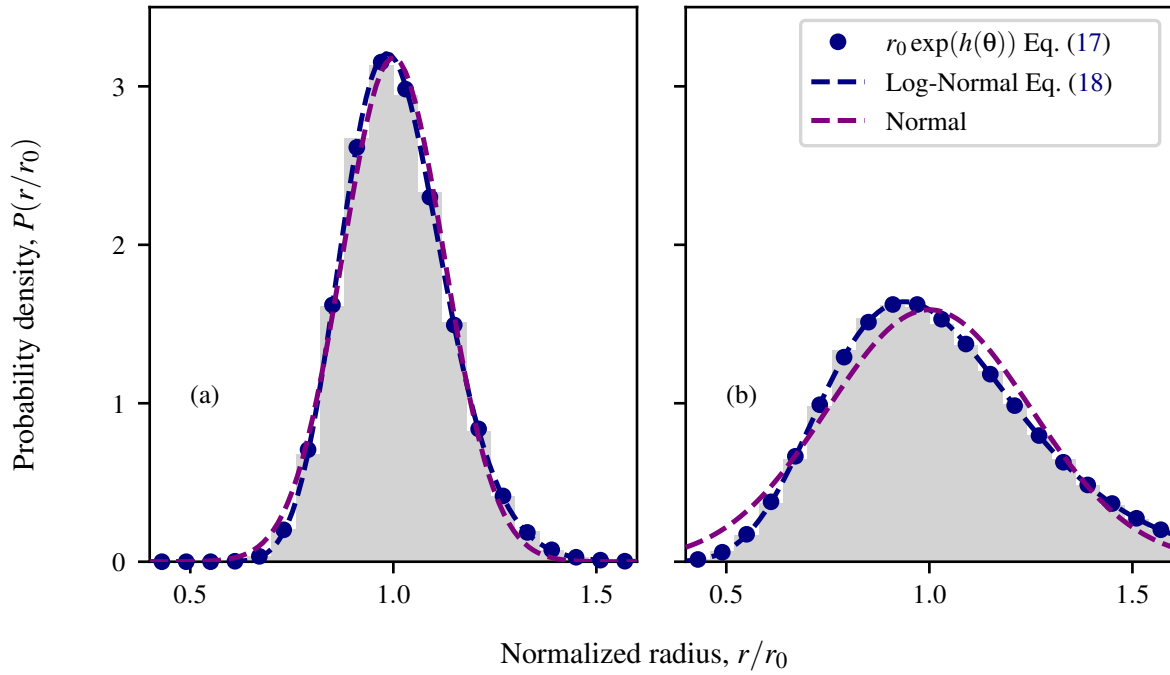 Probability density, P(r/r₀)
3
2
1
0
(a)
0.5
1.0
1.5
r₀ exp(h(θ)) Eq. (17)
Log-Normal Eq. (18)
Normal
(b)
0.5
1.0
1.5
Normalized radius, r/r₀